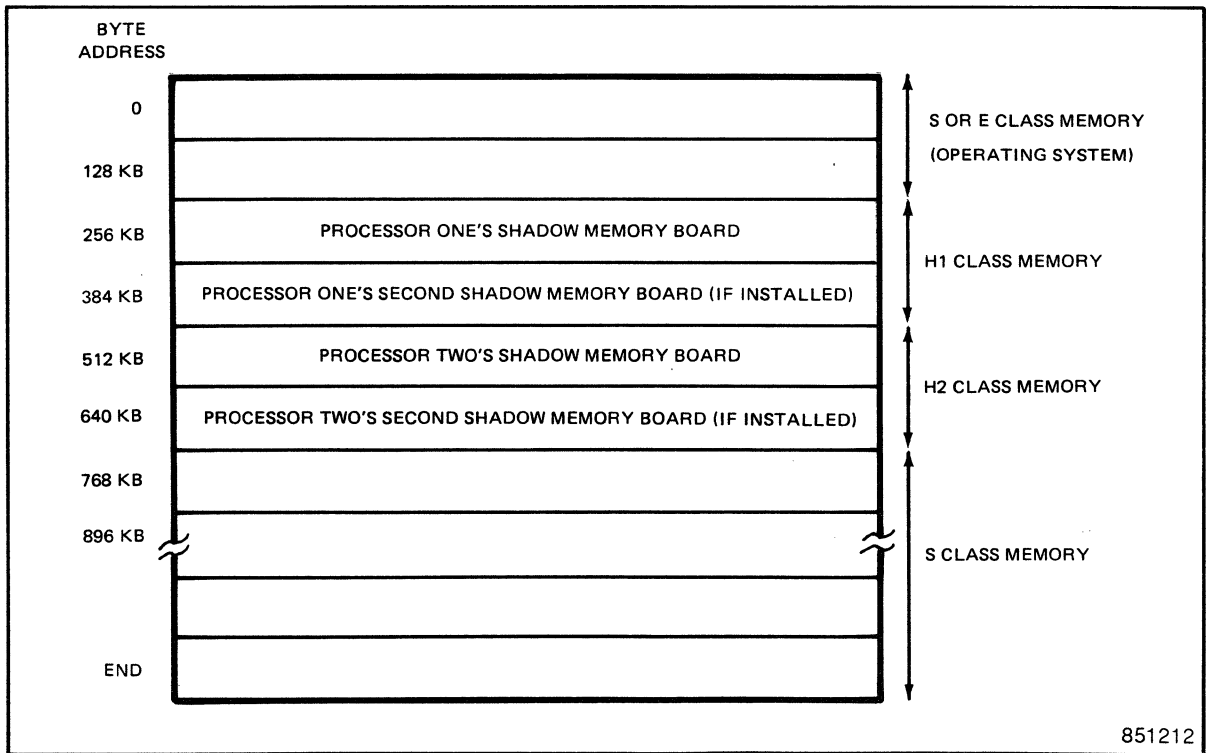 BYTE
ADDRESS
0
S OR E CLASS MEMORY
(OPERATING SYSTEM)
128 KB
256 KB
PROCESSOR ONE'S SHADOW MEMORY BOARD
H1 CLASS MEMORY
384 KB
PROCESSOR ONE'S SECOND SHADOW MEMORY BOARD (IF INSTALLED)
512 KB
PROCESSOR TWO'S SHADOW MEMORY BOARD
H2 CLASS MEMORY
640 KB
PROCESSOR TWO'S SECOND SHADOW MEMORY BOARD (IF INSTALLED)
768 KB
896 KB
S CLASS MEMORY
END
851212